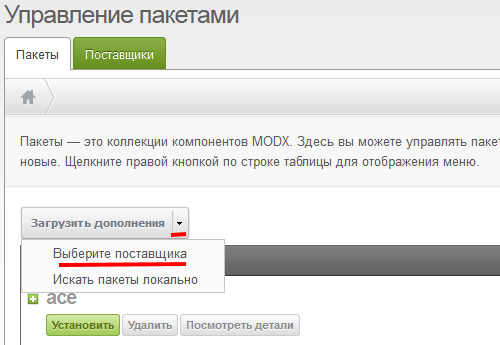 Управление пакетами
Пакеты Поставщики
Пакеты — это коллекции компонентов MODX. Здесь вы можете управлять пакет
новые. Щелкните правой кнопкой по строке таблицы для отображения меню.
Загрузить дополнения
Выберите поставщика
Искать пакеты локально
ace
Установить Удалить Посмотреть детали